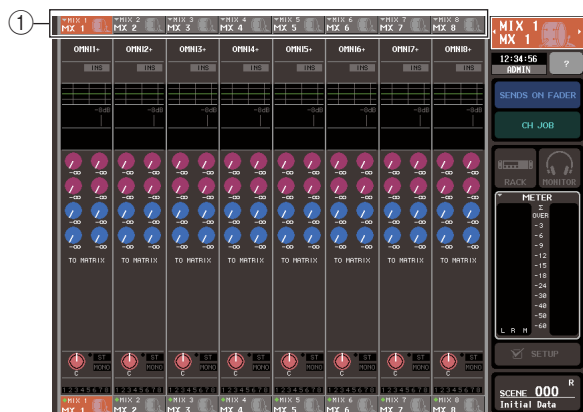 1
MIX 1 MIX 2 MIX 3 MIX 4 MIX 5 MIX 6 MIX 7 MIX 8
MX 1 MX 2 MX 3 MX 4 MX 5 MX 6 MX 7 MX 8
OMNI1+ OMNI2+ OMNI3+ OMNI4+ OMNI5+ OMNI6+ OMNI7+ OMNI8+
INS INS INS INS INS INS INS INS
-8dB -8dB -8dB -8dB -8dB -8dB -8dB -8dB
-∞ -∞ -∞ -∞ -∞ -∞ -∞ -∞ -∞ -∞ -∞ -∞ -∞ -∞ -∞ -∞
-∞ -∞ -∞ -∞ -∞ -∞ -∞ -∞ -∞ -∞ -∞ -∞ -∞ -∞ -∞ -∞
-∞ -∞ -∞ -∞ -∞ -∞ -∞ -∞ -∞ -∞ -∞ -∞ -∞ -∞ -∞ -∞
-∞ -∞ -∞ -∞ -∞ -∞ -∞ -∞ -∞ -∞ -∞ -∞ -∞ -∞ -∞ -∞
TO MATRIX TO MATRIX TO MATRIX TO MATRIX TO MATRIX TO MATRIX TO MATRIX TO MATRIX
ST ST ST ST ST ST ST ST
MONO MONO MONO MONO MONO MONO MONO MONO
C C C C C C C C
12345678 12345678 12345678 12345678 12345678 12345678 12345678 12345678
MIX 1 MIX 2 MIX 3 MIX 4 MIX 5 MIX 6 MIX 7 MIX 8
MX 1 MX 2 MX 3 MX 4 MX 5 MX 6 MX 7 MX 8
MIX 1
MX 1
12:34:56
ADMIN
?
SENDS ON FADER
CH JOB
RACK MONITOR
METER
Σ
OVER
-3
-6
-9
-12
-15
-18
-24
-30
-40
-50
-60
L R M
SETUP
R
SCENE 000
Initial Data